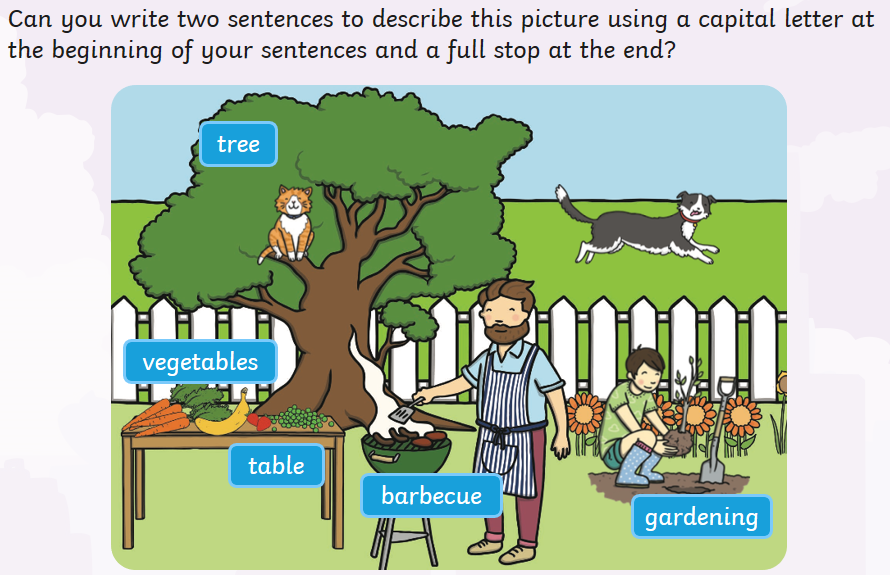 Can you write two sentences to describe this picture using a capital letter at
the beginning of your sentences and a full stop at the end?
tree
vegetables
table
barbecue
gardening